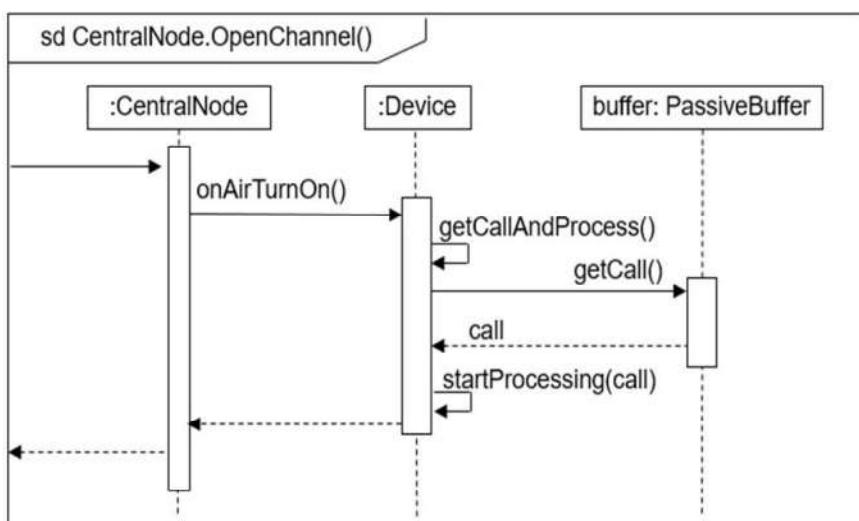 sd CentralNode.OpenChannel()
:CentralNode
:Device
buffer: PassiveBuffer
onAirTurnOn()
getCallAndProcess()
getCall()
call
startProcessing(call)